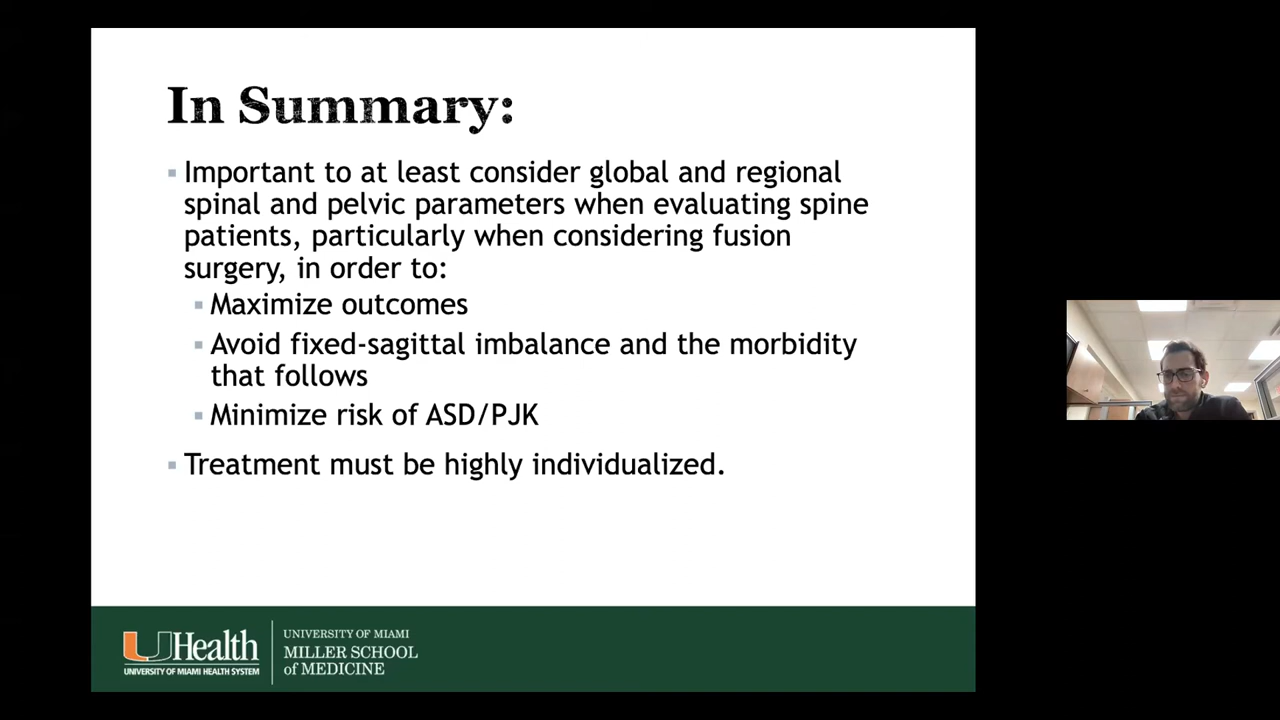 In Summary:
Important to at least consider global and regional
spinal and pelvic parameters when evaluating spine
patients, particularly when considering fusion
surgery, in order to:
Maximize outcomes
Avoid fixed-sagittal imbalance and the morbidity
that follows
Minimize risk of ASD/PJK
Treatment must be highly individualized.
UHealth
UNIVERSITY OF MIAMI HEALTH SYSTEM
UNIVERSITY OF MIAMI
MILLER SCHOOL
of MEDICINE